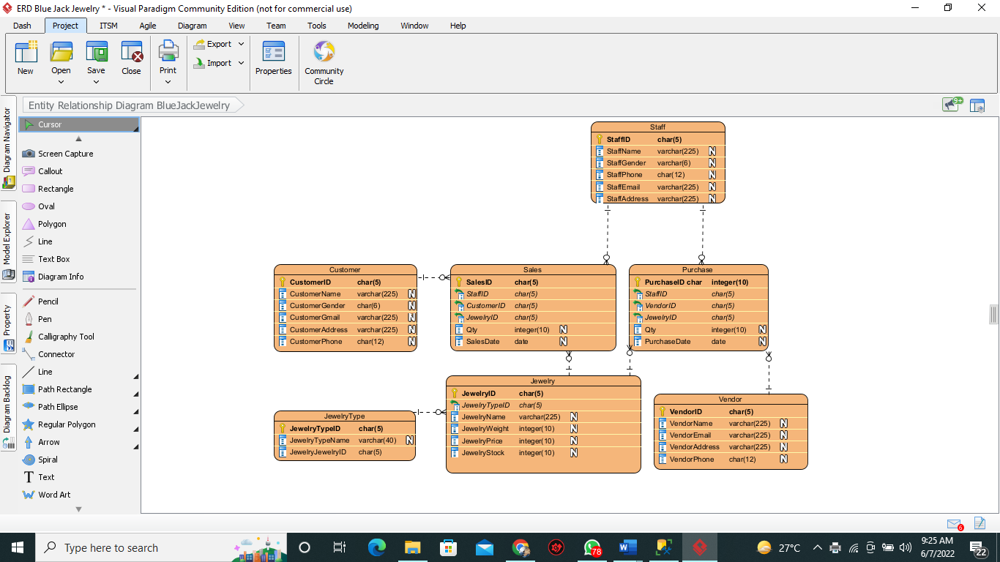 ERD Blue Jack Jewelry * - Visual Paradigm Community Edition (not for commercial use)
Dash Project ITSM Agile Diagram View Team Tools Modeling Window Help
New Open Save Close Print Export Import Properties Community Circle
Entity Relationship Diagram BlueJackJewelry
9+
Diagram Navigator
Model Explorer
Property
Diagram Backlog
Cursor
Screen Capture
Callout
Rectangle
Oval
Polygon
Line
Text Box
Diagram Info
Pencil
Pen
Calligraphy Tool
Connector
Line
Path Rectangle
Path Ellipse
Regular Polygon
Arrow
Spiral
T Text
Word Art
Staff
StaffID char(5)
StaffName varchar(225) N
StaffGender varchar(6) N
StaffPhone char(12) N
StaffEmail varchar(225) N
StaffAddress varchar(225) N
Customer
CustomerID char(5)
CustomerName varchar(225) N
CustomerGender char(6) N
CustomerGmail varchar(225) N
CustomerAddress varchar(225) N
CustomerPhone char(12) N
Sales
SalesID char(5)
StaffID char(5)
CustomerID char(5)
JewelryID char(5)
Qty integer(10) N
SalesDate date N
Purchase
PurchaseID char integer(10)
StaffID char(5)
VendorID char(5)
JewelryID char(5)
Qty integer(10) N
PurchaseDate date N
JewelryType
JewelryTypeID char(5)
JewelryTypeName varchar(40) N
JewelryJewelryID char(5)
Jewelry
JewelryID char(5)
JewelryTypeID char(5)
JewelryName varchar(225) N
JewelryWeight integer(10) N
JewelryPrice integer(10) N
JewelryStock integer(10) N
Vendor
VendorID char(5)
VendorName varchar(225) N
VendorEmail varchar(225) N
VendorAddress varchar(225) N
VendorPhone char(12) N
6
Type here to search
78
27°C
9:25 AM
6/7/2022
22